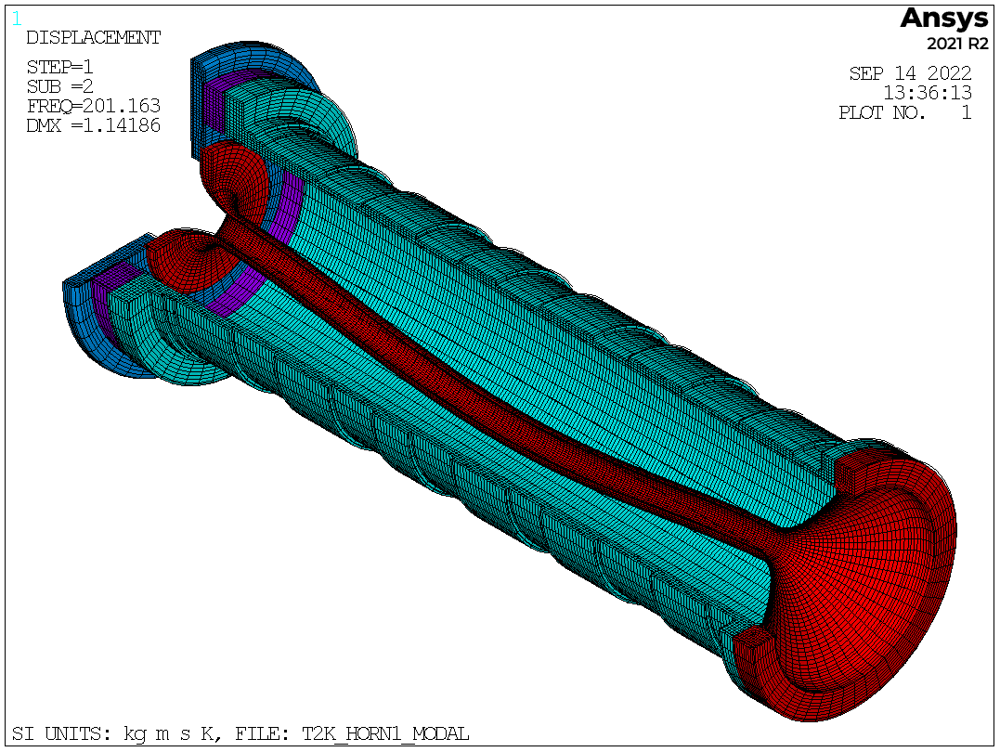 1
DISPLACEMENT
STEP=1
SUB =2
FREQ=201.163
DMX =1.14186
Ansys
2021 R2
SEP 14 2022
13:36:13
PLOT NO. 1
SI UNITS: kg m s K, FILE: T2K_HORN1_MODAL